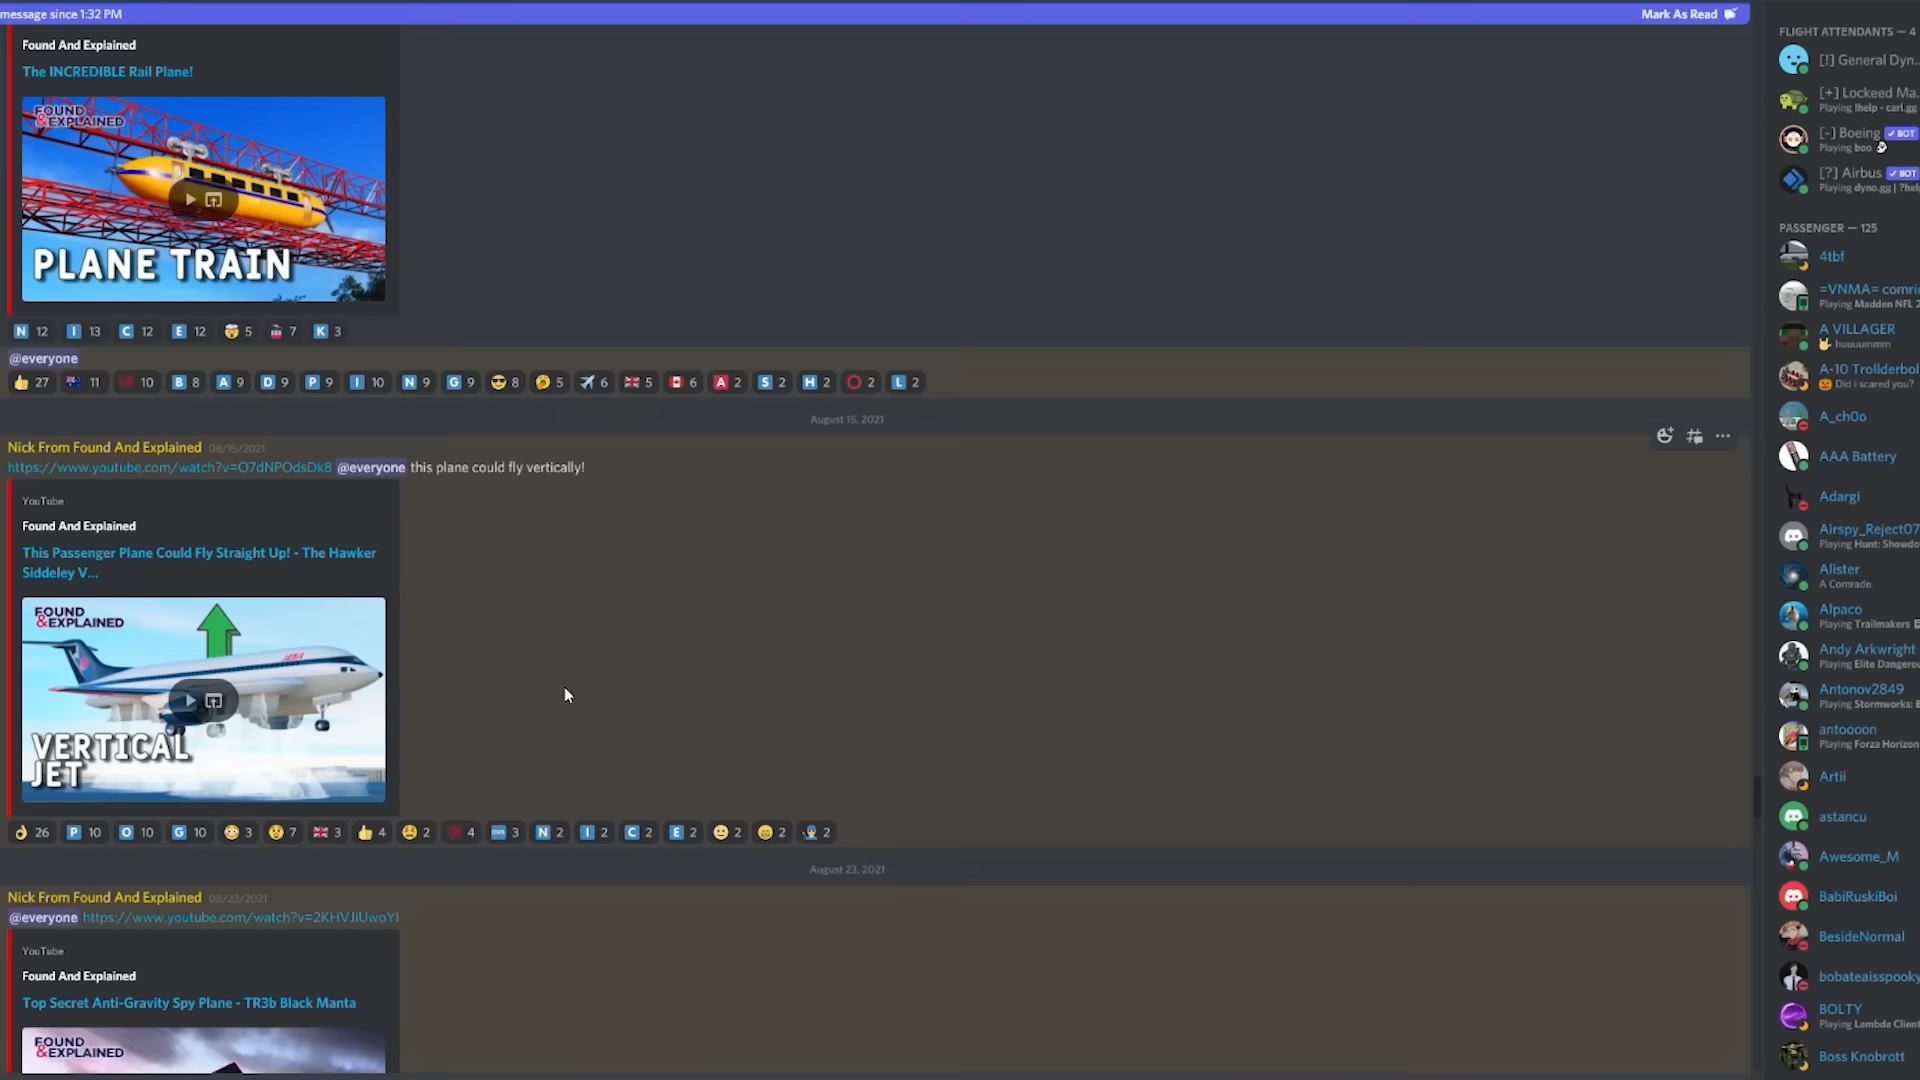 message since 1:32 PM
Mark As Read
Found And Explained
The INCREDIBLE Rail Plane!
FOUND
&EXPLAINED
PLANE TRAIN
N 12 I 13 C 12 E 12 5 7 K 3
@everyone
27 11 10 B 8 A 9 D 9 P 9 I 10 N 9 G 9 8 5 6 5 6 A 2 S 2 H 2 2 L 2
August 15, 2021
Nick From Found And Explained 08/15/2021
https://www.youtube.com/watch?v=O7dNPOdsDk8 @everyone this plane could fly vertically!
YouTube
Found And Explained
This Passenger Plane Could Fly Straight Up! - The Hawker
Siddeley V...
FOUND
&EXPLAINED
VERTICAL
JET
26 P 10 O 10 G 10 3 7 3 4 2 4 3 N 2 I 2 C 2 E 2 2 2 2
August 23, 2021
Nick From Found And Explained 08/23/2021
@everyone https://www.youtube.com/watch?v=2KHVJiUwoYI
YouTube
Found And Explained
Top Secret Anti-Gravity Spy Plane - TR3b Black Manta
FOUND
&EXPLAINED
FLIGHT ATTENDANTS — 4
[!] General Dyn...
[+] Lockeed Ma...
Playing !help - carl.gg
[-] Boeing ✓ BOT
Playing boo
[?] Airbus ✓ BOT
Playing dyno.gg | ?help
PASSENGER — 125
4tbf
=VNMA= comri
Playing Madden NFL 2
A VILLAGER
huuuummm
A-10 Trollderbol
Did i scared you?
A_ch0o
AAA Battery
Adargi
Airspy_Reject07
Playing Hunt: Showdo
Alister
A Comrade.
Alpaco
Playing Trailmakers
Andy Arkwright
Playing Elite Dangerou
Antonov2849
Playing Stormworks: B
antoooon
Playing Forza Horizon
Artii
astancu
Awesome_M
BabiRuskiBoi
BesideNormal
bobateaisspooky
BOLTY
Playing Lambda Client
Boss Knobrott